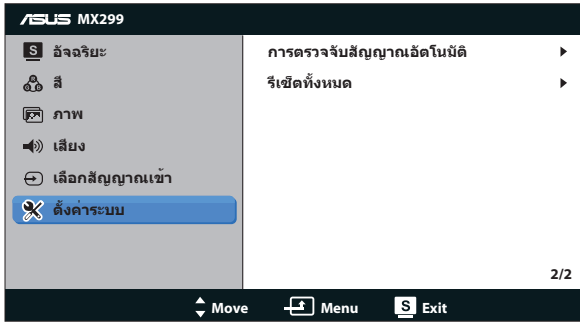 ASUS MX299
S อัจฉริยะ
สี
ภาพ
เสียง
เลือกสัญญาณเข้า
ตั้งค่าระบบ
การตรวจจับสัญญาณอัตโนมัติ
รีเซ็ตทั้งหมด
2/2
Move Menu S Exit